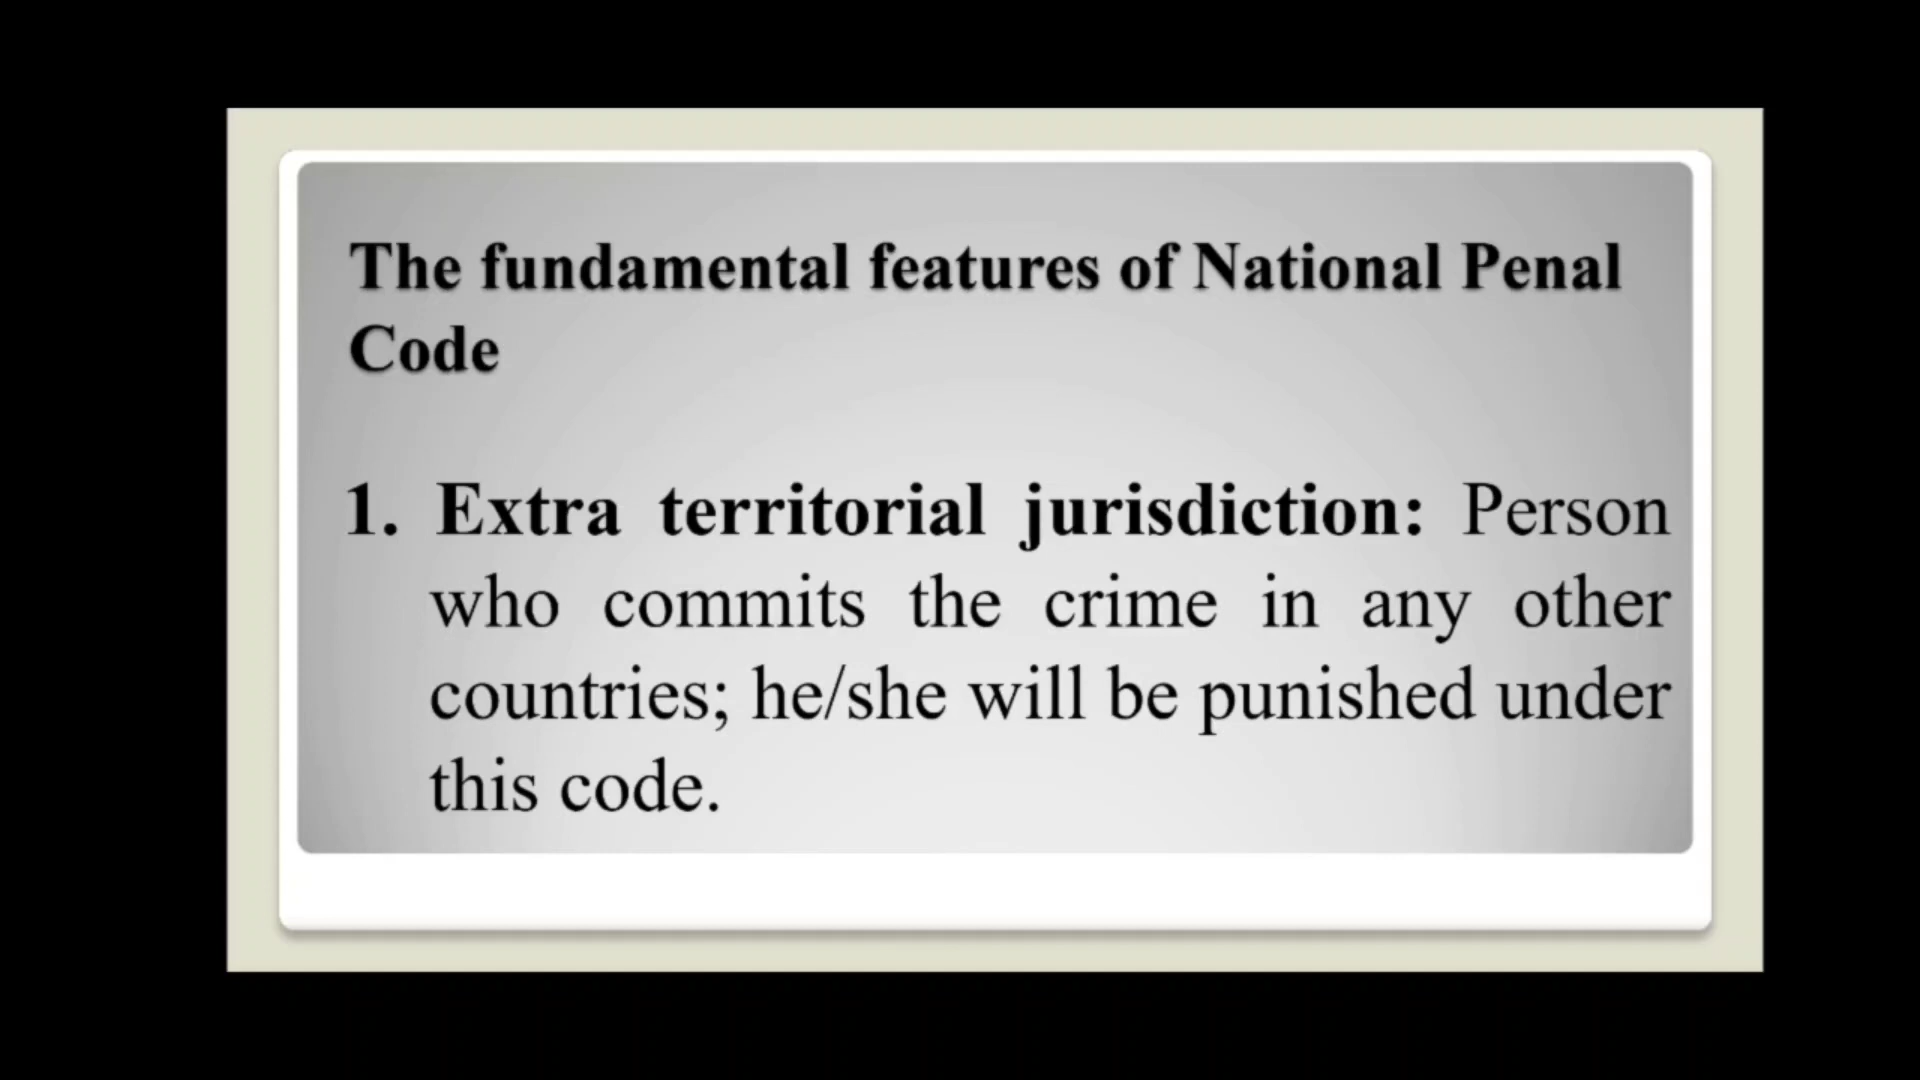 The fundamental features of National Penal
Code
1. Extra territorial jurisdiction: Person
who commits the crime in any other
countries; he/she will be punished under
this code.